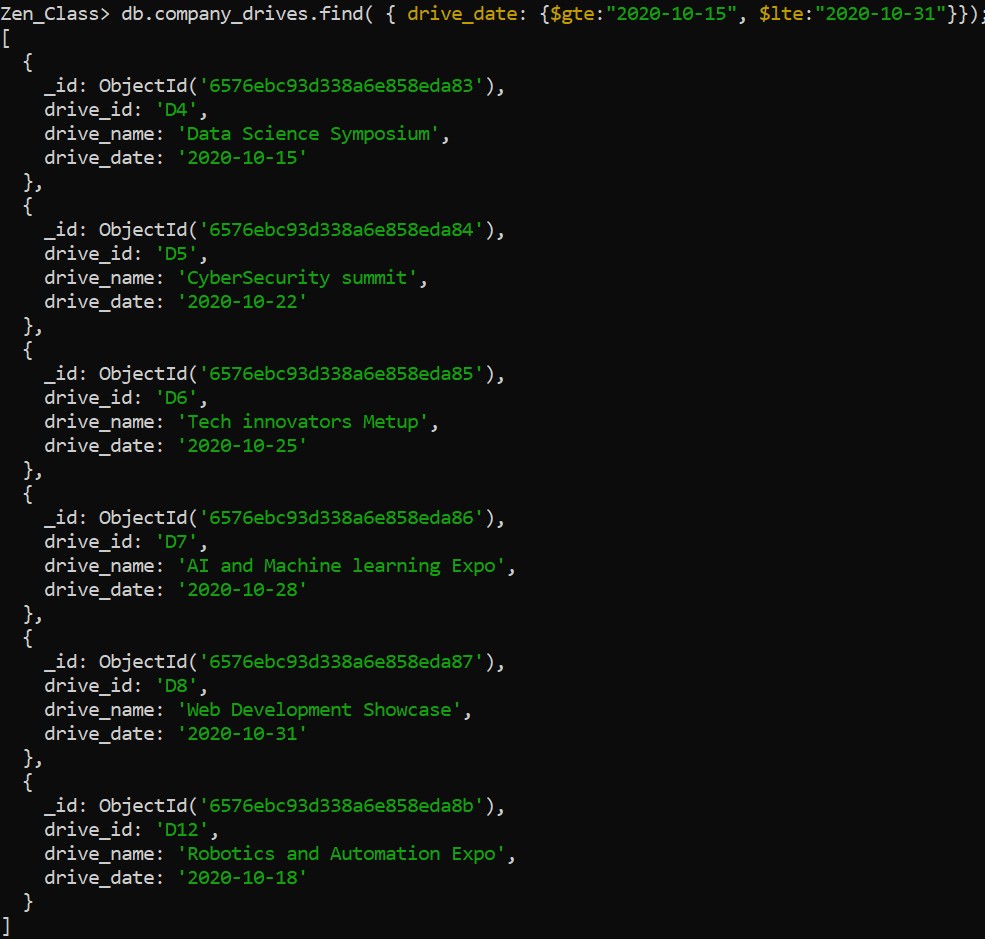 Zen_Class> db.company_drives.find( { drive_date: {$gte:"2020-10-15", $lte:"2020-10-31"}});
[
  {
    _id: ObjectId('6576ebc93d338a6e858eda83'),
    drive_id: 'D4',
    drive_name: 'Data Science Symposium',
    drive_date: '2020-10-15'
  },
  {
    _id: ObjectId('6576ebc93d338a6e858eda84'),
    drive_id: 'D5',
    drive_name: 'CyberSecurity summit',
    drive_date: '2020-10-22'
  },
  {
    _id: ObjectId('6576ebc93d338a6e858eda85'),
    drive_id: 'D6',
    drive_name: 'Tech innovators Metup',
    drive_date: '2020-10-25'
  },
  {
    _id: ObjectId('6576ebc93d338a6e858eda86'),
    drive_id: 'D7',
    drive_name: 'AI and Machine learning Expo',
    drive_date: '2020-10-28'
  },
  {
    _id: ObjectId('6576ebc93d338a6e858eda87'),
    drive_id: 'D8',
    drive_name: 'Web Development Showcase',
    drive_date: '2020-10-31'
  },
  {
    _id: ObjectId('6576ebc93d338a6e858eda8b'),
    drive_id: 'D12',
    drive_name: 'Robotics and Automation Expo',
    drive_date: '2020-10-18'
  }
]